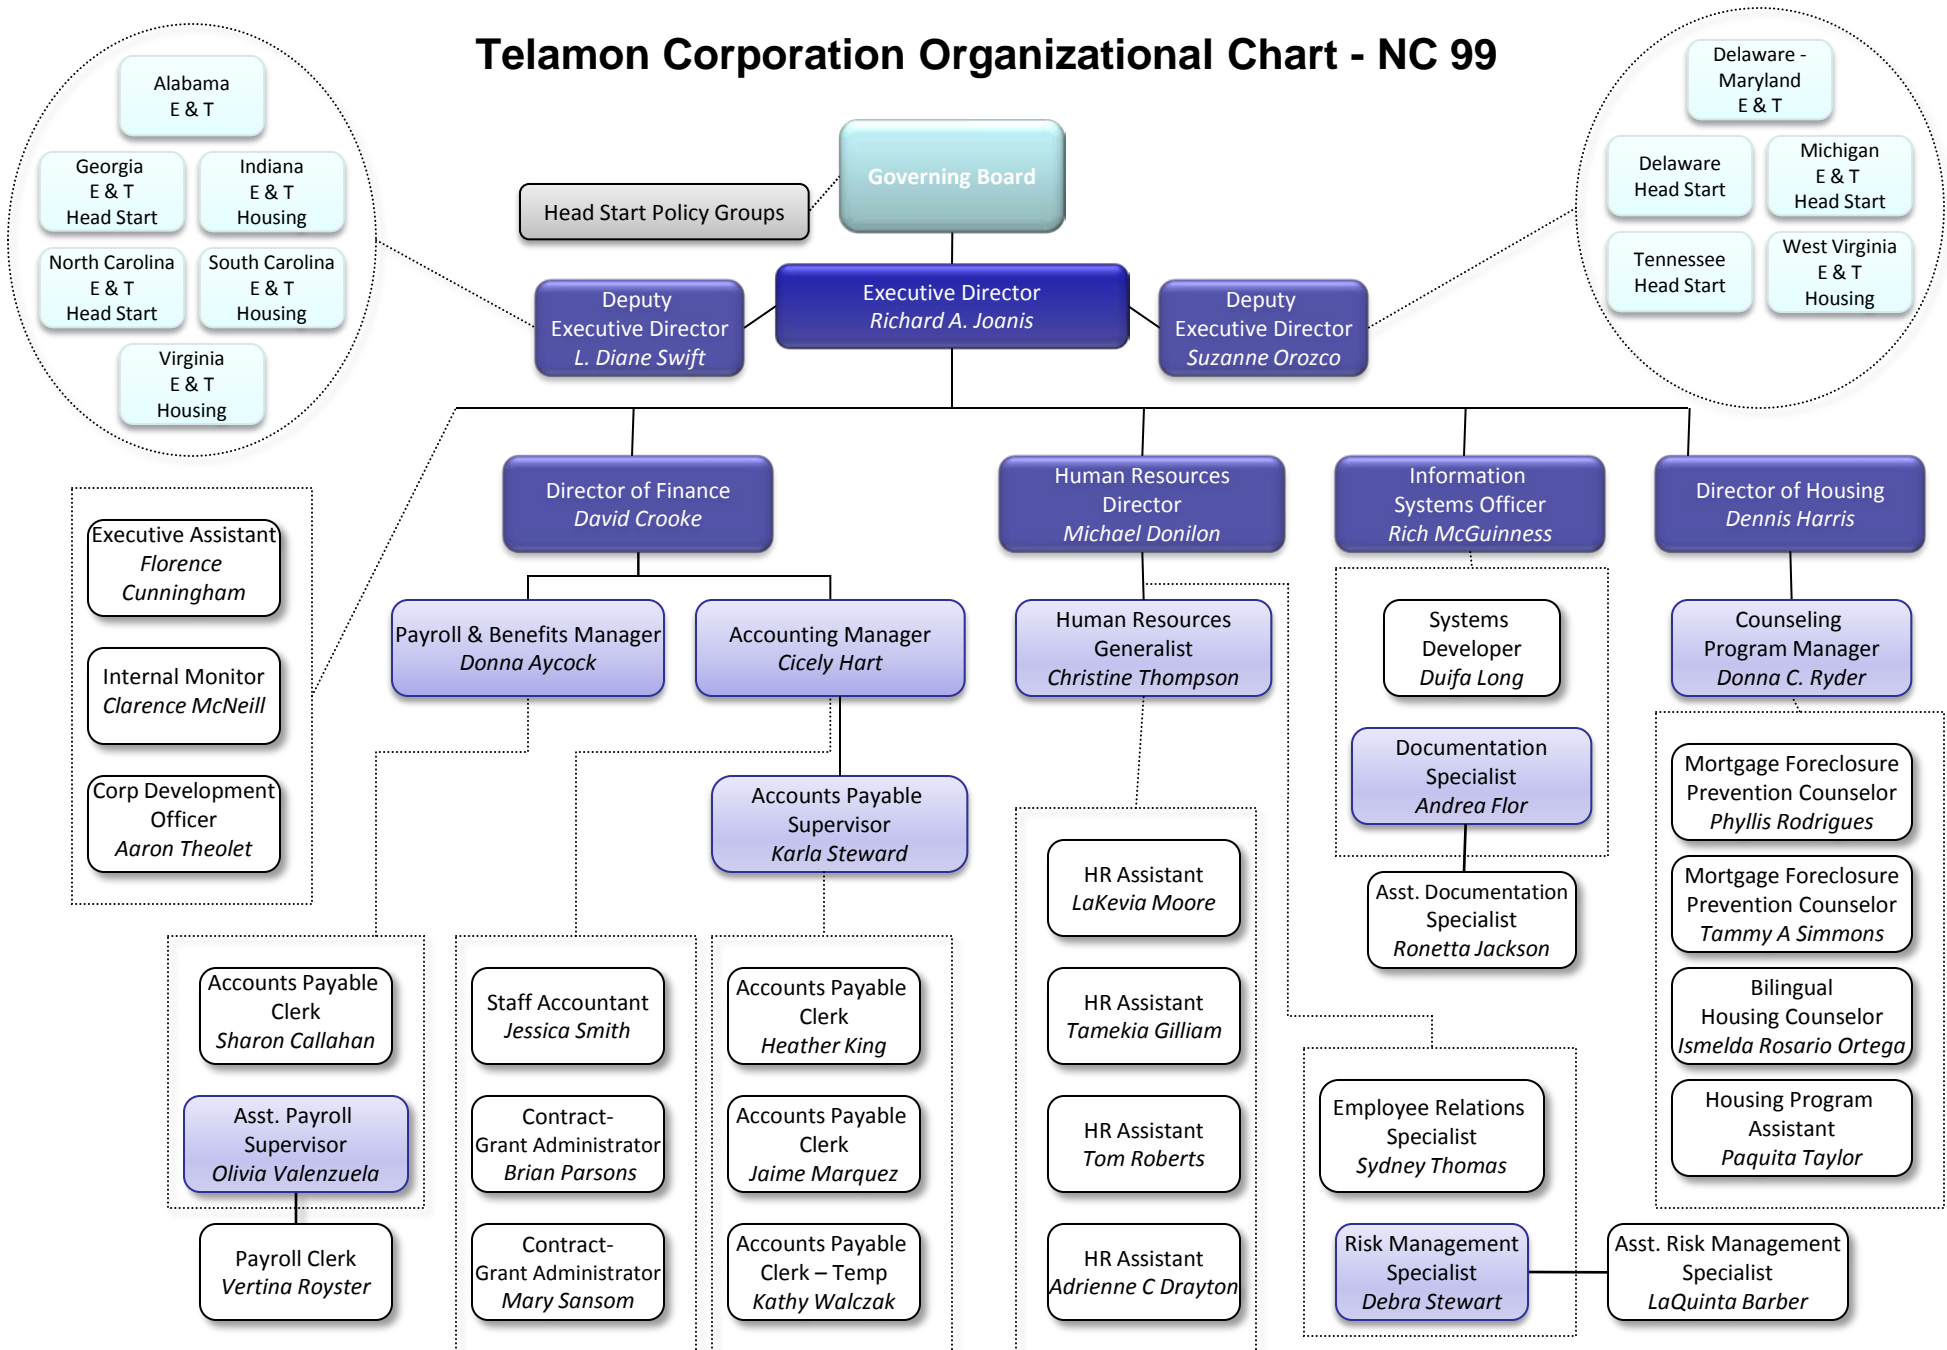 Telamon Corporation Organizational Chart - NC 99
Alabama
E & T
Georgia
E & T
Head Start
Indiana
E & T
Housing
North Carolina
E & T
Head Start
South Carolina
E & T
Housing
Virginia
E & T
Housing
Delaware -
Maryland
E & T
Delaware
Head Start
Michigan
E & T
Head Start
Tennessee
Head Start
West Virginia
E & T
Housing
Governing Board
Head Start Policy Groups
Deputy
Executive Director
L. Diane Swift
Executive Director
Richard A. Joanis
Deputy
Executive Director
Suzanne Orozco
Director of Finance
David Crooke
Human Resources
Director
Michael Donilon
Information
Systems Officer
Rich McGuinness
Director of Housing
Dennis Harris
Executive Assistant
Florence
Cunningham
Internal Monitor
Clarence McNeill
Corp Development
Officer
Aaron Theolet
Payroll & Benefits Manager
Donna Aycock
Accounting Manager
Cicely Hart
Human Resources
Generalist
Christine Thompson
Systems
Developer
Duifa Long
Counseling
Program Manager
Donna C. Ryder
Accounts Payable
Supervisor
Karla Steward
Documentation
Specialist
Andrea Flor
Asst. Documentation
Specialist
Ronetta Jackson
Mortgage Foreclosure
Prevention Counselor
Phyllis Rodrigues
Mortgage Foreclosure
Prevention Counselor
Tammy A Simmons
Bilingual
Housing Counselor
Ismelda Rosario Ortega
Housing Program
Assistant
Paquita Taylor
Accounts Payable
Clerk
Sharon Callahan
Asst. Payroll
Supervisor
Olivia Valenzuela
Payroll Clerk
Vertina Royster
Staff Accountant
Jessica Smith
Contract-
Grant Administrator
Brian Parsons
Contract-
Grant Administrator
Mary Sansom
Accounts Payable
Clerk
Heather King
Accounts Payable
Clerk
Jaime Marquez
Accounts Payable
Clerk – Temp
Kathy Walczak
HR Assistant
LaKevia Moore
HR Assistant
Tamekia Gilliam
HR Assistant
Tom Roberts
HR Assistant
Adrienne C Drayton
Employee Relations
Specialist
Sydney Thomas
Risk Management
Specialist
Debra Stewart
Asst. Risk Management
Specialist
LaQuinta Barber